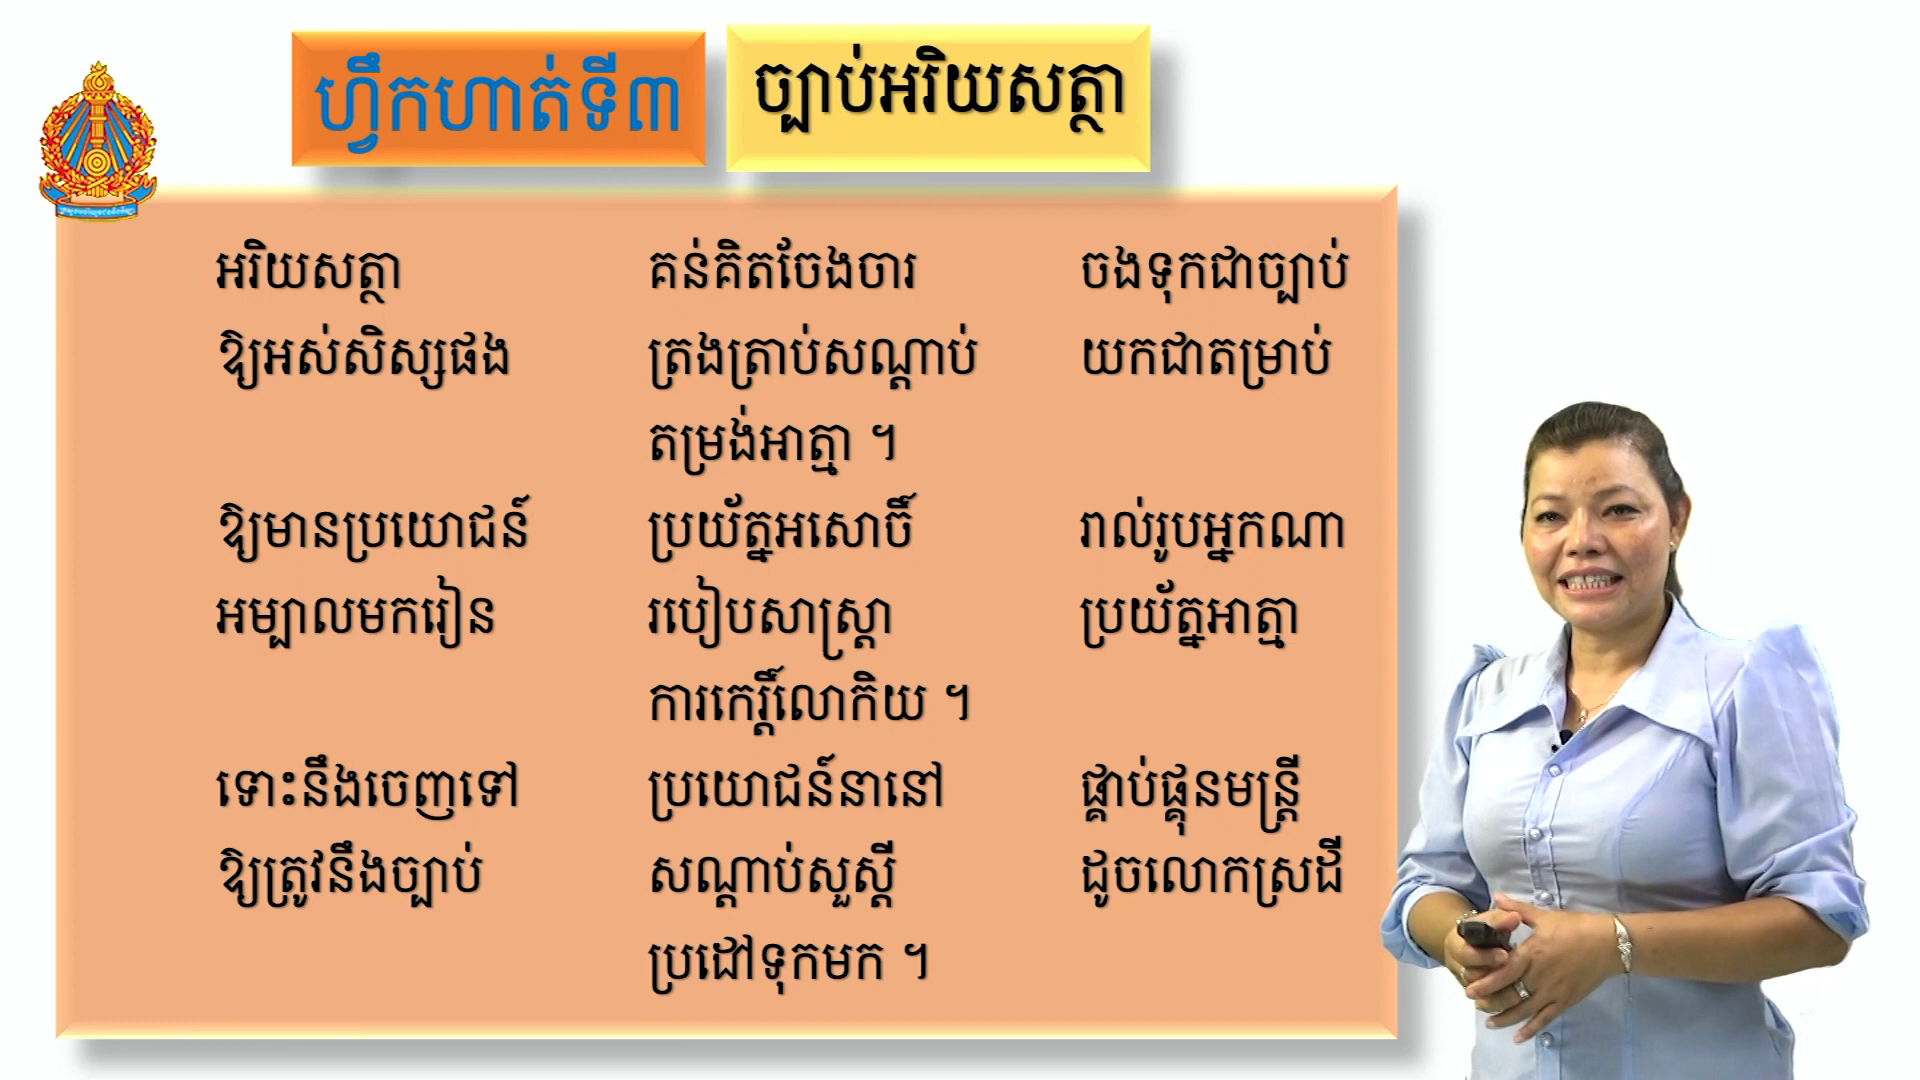 ហ្វឹកហាត់ទី៣ ច្បាប់អរិយសត្ថា
អរិយសត្ថា គន់គិតចែងចារ ចងទុកជាច្បាប់
ឱ្យអស់សិស្សផង ត្រងត្រាប់សណ្ដាប់ យកជាតម្រាប់
តម្រង់អាត្មា ។
ឱ្យមានប្រយោជន៍ ប្រយ័ត្នអសោចិ៍ រាល់រូបអ្នកណា
អម្បាលមករៀន របៀបសាស្ត្រា ប្រយ័ត្នអាត្មា
ការកេរ្តិ៍លោកិយ ។
ទោះនឹងចេញទៅ ប្រយោជន៍នានៅ ផ្គាប់ផ្គុនមន្ត្រី
ឱ្យត្រូវនឹងច្បាប់ សណ្ដាប់សួស្ដី ដូចលោកស្រដី
ប្រដៅទុកមក ។